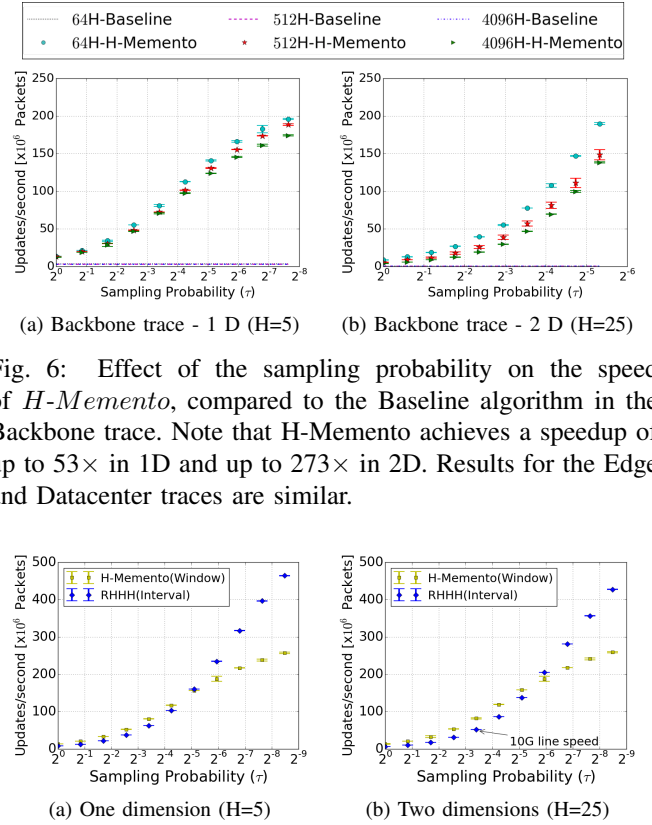 64H-Baseline 512H-Baseline 4096H-Baseline
64H-H-Memento 512H-H-Memento 4096H-H-Memento
Updates/second [x10^6 Packets]
250
200
150
100
50
0
2^0 2^-1 2^-2 2^-3 2^-4 2^-5 2^-6 2^-7 2^-8
Sampling Probability (τ)
(a) Backbone trace - 1 D (H=5)
Updates/second [x10^6 Packets]
250
200
150
100
50
0
2^0 2^-1 2^-2 2^-3 2^-4 2^-5 2^-6
Sampling Probability (τ)
(b) Backbone trace - 2 D (H=25)
Fig. 6: Effect of the sampling probability on the speed
of H-Memento, compared to the Baseline algorithm in the
Backbone trace. Note that H-Memento achieves a speedup of
up to 53× in 1D and up to 273× in 2D. Results for the Edge
and Datacenter traces are similar.
Updates/second [x10^6 Packets]
500
400
300
200
100
0
H-Memento(Window)
RHHH(Interval)
2^0 2^-1 2^-2 2^-3 2^-4 2^-5 2^-6 2^-7 2^-8 2^-9
Sampling Probability (τ)
(a) One dimension (H=5)
Updates/second [x10^6 Packets]
500
400
300
200
100
0
H-Memento(Window)
RHHH(Interval)
10G line speed
2^0 2^-1 2^-2 2^-3 2^-4 2^-5 2^-6 2^-7 2^-8 2^-9
Sampling Probability (τ)
(b) Two dimensions (H=25)